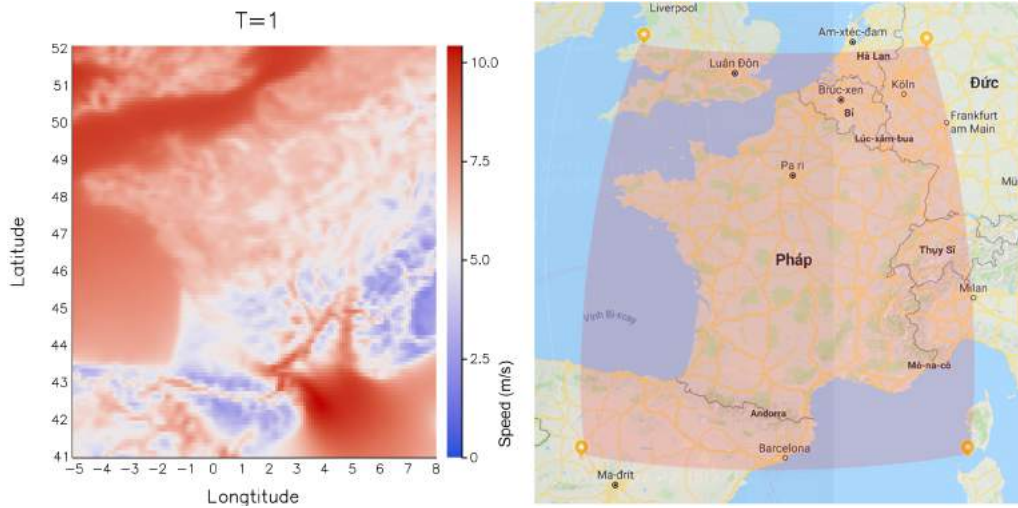 T=1
52
51
50
49
48
47
46
45
44
43
42
41
-5 -4 -3 -2 -1 0 1 2 3 4 5 6 7 8
Latitude
Longtitude
10.0
7.5
5.0
2.5
0
Speed (m/s)
Liverpool
Am-xtéc-đam
Hà Lan
Luân Đôn
Đức
Brúc-xen
Köln
Bỉ
Frankfurt
am Main
Lúc-xăm-bua
Pa ri
Mü
Pháp
Thụy Sĩ
Milan
Vịnh Bi-xcay
Mô-na-cô
Andorra
Barcelona
Ma-đrít